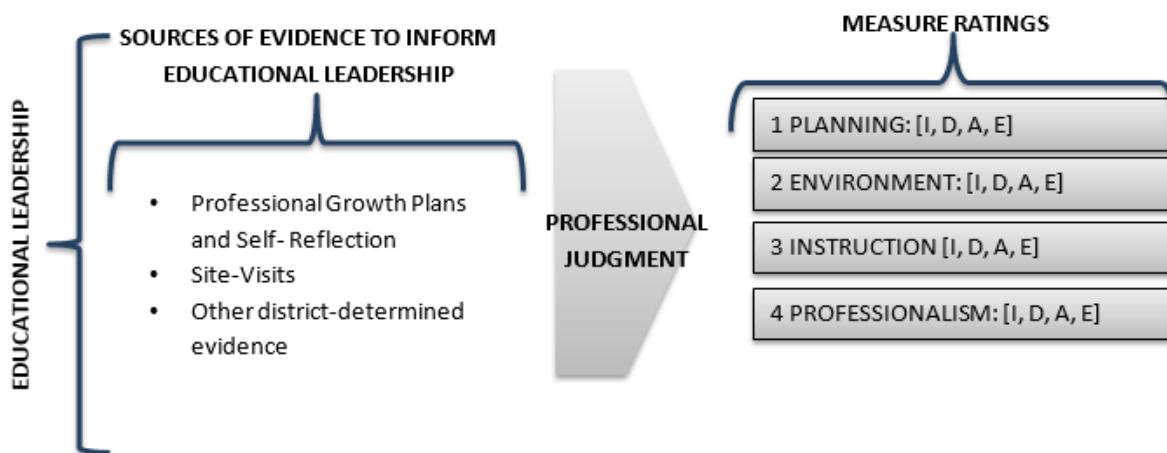 EDUCATIONAL LEADERSHIP
SOURCES OF EVIDENCE TO INFORM
EDUCATIONAL LEADERSHIP
• Professional Growth Plans
and Self- Reflection
• Site-Visits
• Other district-determined
evidence
PROFESSIONAL
JUDGMENT
MEASURE RATINGS
1 PLANNING: [I, D, A, E]
2 ENVIRONMENT: [I, D, A, E]
3 INSTRUCTION [I, D, A, E]
4 PROFESSIONALISM: [I, D, A, E]